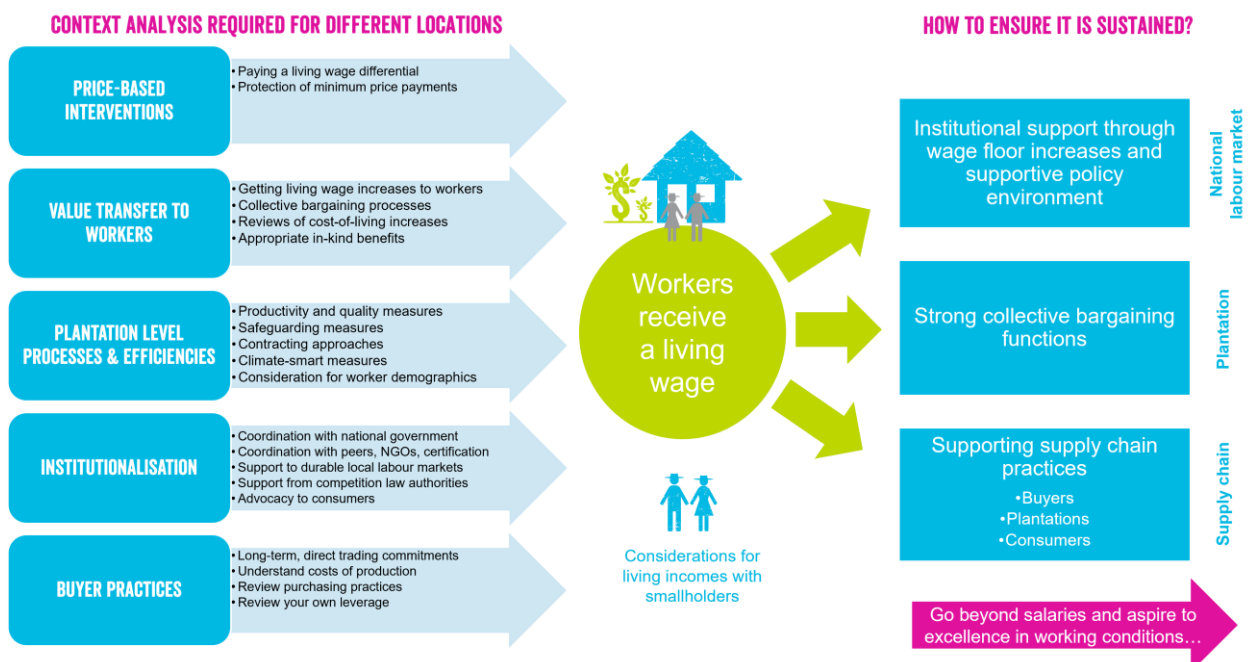 CONTEXT ANALYSIS REQUIRED FOR DIFFERENT LOCATIONS
PRICE-BASED
INTERVENTIONS
• Paying a living wage differential
• Protection of minimum price payments
VALUE TRANSFER TO
WORKERS
• Getting living wage increases to workers
• Collective bargaining processes
• Reviews of cost-of-living increases
• Appropriate in-kind benefits
PLANTATION LEVEL
PROCESSES & EFFICIENCIES
• Productivity and quality measures
• Safeguarding measures
• Contracting approaches
• Climate-smart measures
• Consideration for worker demographics
INSTITUTIONALISATION
• Coordination with national government
• Coordination with peers, NGOs, certification
• Support to durable local labour markets
• Support from competition law authorities
• Advocacy to consumers
BUYER PRACTICES
• Long-term, direct trading commitments
• Understand costs of production
• Review purchasing practices
• Review your own leverage
Workers
receive
a living
wage
Considerations for
living incomes with
smallholders
HOW TO ENSURE IT IS SUSTAINED?
Institutional support through
wage floor increases and
supportive policy
environment
National
labour market
Strong collective bargaining
functions
Plantation
Supporting supply chain
practices
•Buyers
•Plantations
•Consumers
Supply chain
Go beyond salaries and aspire to
excellence in working conditions…